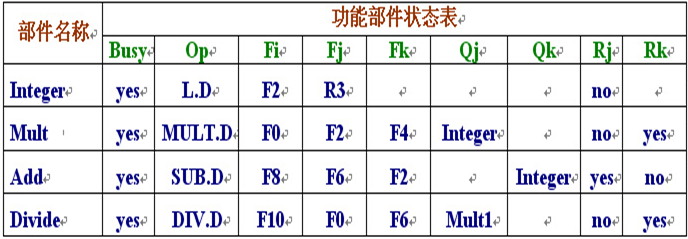 部件名称 功能部件状态表
Busy Op Fi Fj Fk Qj Qk Rj Rk
Integer yes L.D F2 R3 no
Mult yes MULT.D F0 F2 F4 Integer no yes
Add yes SUB.D F8 F6 F2 Integer yes no
Divide yes DIV.D F10 F0 F6 Mult1 no yes